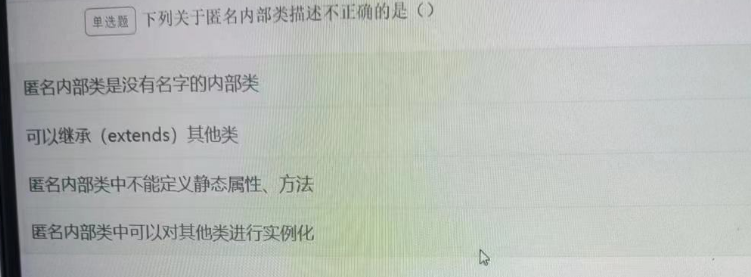 单选题 下列关于匿名内部类描述不正确的是（）
匿名内部类是没有名字的内部类
可以继承（extends）其他类
匿名内部类中不能定义静态属性、方法
匿名内部类中可以对其他类进行实例化